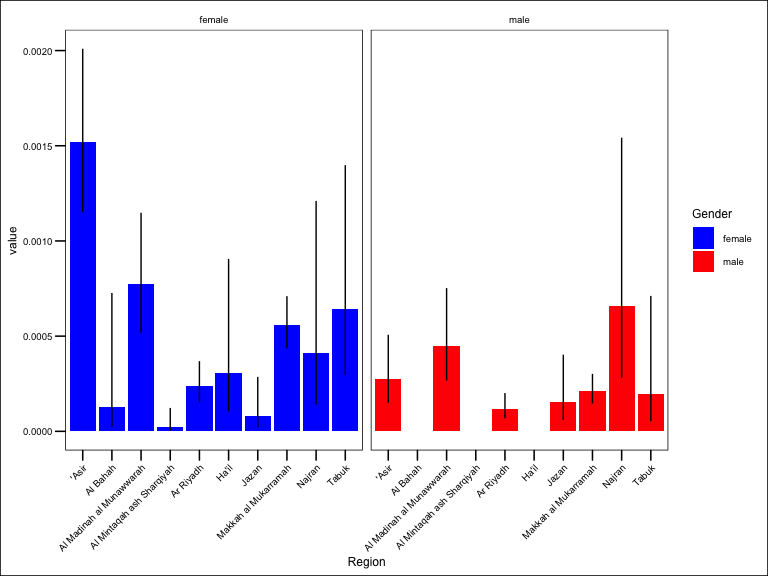 female
male
0.0020
0.0015
0.0010
0.0005
0.0000
value
'Asir
Al Bahah
Al Madinah al Munawwarah
Al Mintaqah ash Sharqiyah
Ar Riyadh
Ha'il
Jazan
Makkah al Mukarramah
Najran
Tabuk
'Asir
Al Bahah
Al Madinah al Munawwarah
Al Mintaqah ash Sharqiyah
Ar Riyadh
Ha'il
Jazan
Makkah al Mukarramah
Najran
Tabuk
Region
Gender
female
male